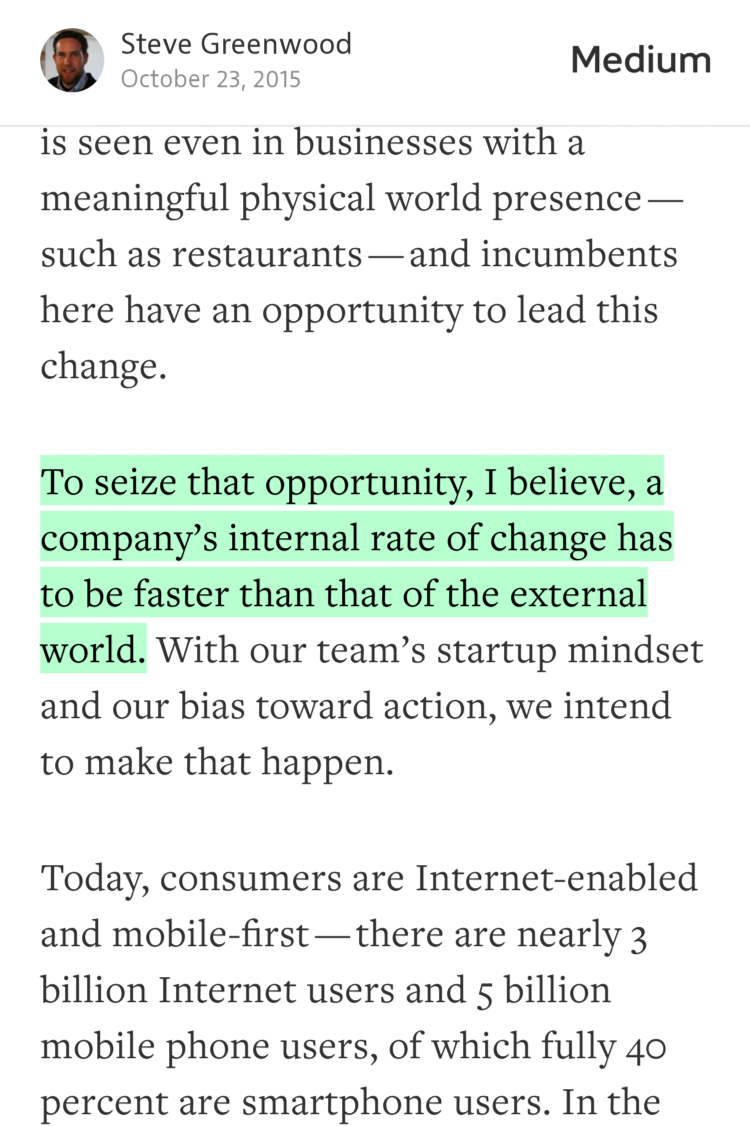 Steve Greenwood
October 23, 2015
Medium
is seen even in businesses with a
meaningful physical world presence—
such as restaurants—and incumbents
here have an opportunity to lead this
change.
To seize that opportunity, I believe, a
company’s internal rate of change has
to be faster than that of the external
world. With our team’s startup mindset
and our bias toward action, we intend
to make that happen.
Today, consumers are Internet-enabled
and mobile-first—there are nearly 3
billion Internet users and 5 billion
mobile phone users, of which fully 40
percent are smartphone users. In the